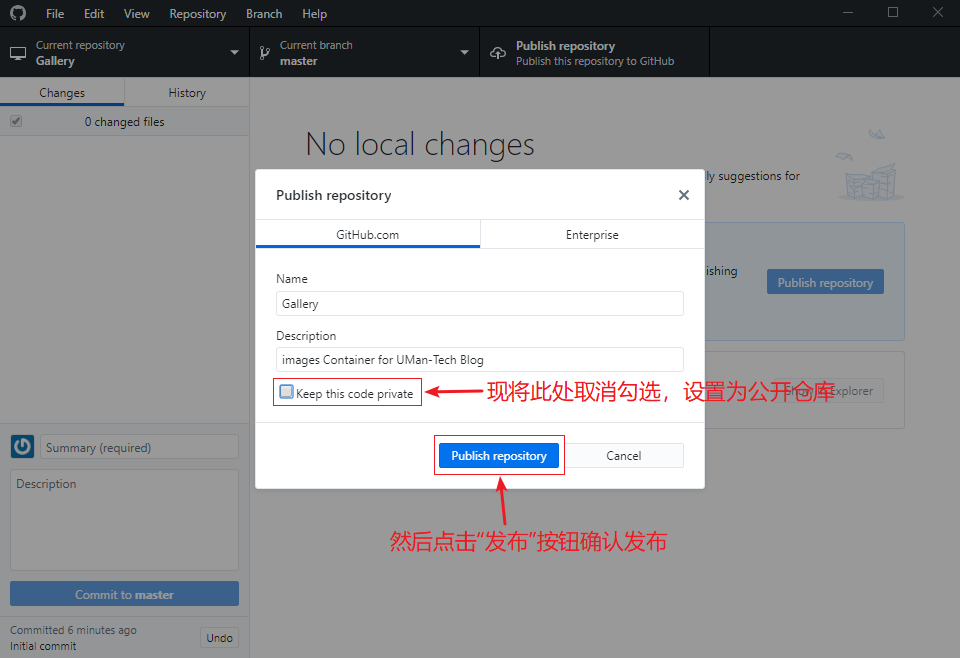 File Edit View Repository Branch Help
Current repository
Gallery
Current branch
master
Publish repository
Publish this repository to GitHub
Changes History
0 changed files
No local changes
ly suggestions for
Publish repository
GitHub.com Enterprise
ishing
Publish repository
Name
Gallery
Description
images Container for UMan-Tech Blog
Keep this code private
现将此处取消勾选，设置为公开仓库
Explorer
Publish repository Cancel
然后点击“发布”按钮确认发布
Summary (required)
Description
Commit to master
Committed 6 minutes ago
Initial commit
Undo